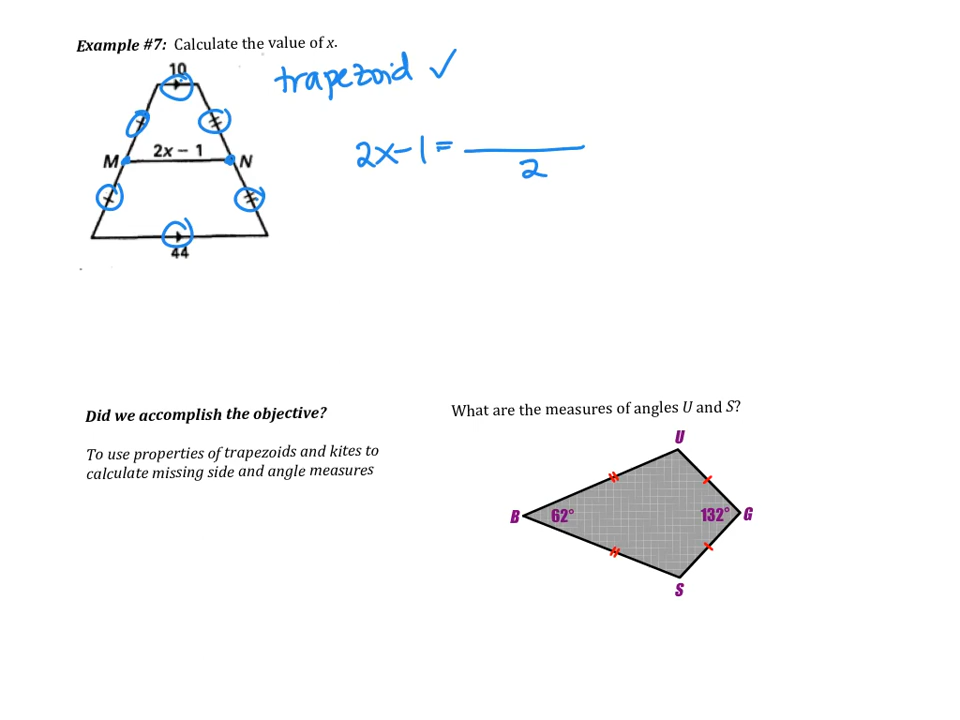 Example #7: Calculate the value of x.
10
trapezoid ✓
M 2x – 1 N
2x-1 = ___ 2
44
Did we accomplish the objective?
To use properties of trapezoids and kites to
calculate missing side and angle measures
What are the measures of angles U and S?
U
B 62° 132° G
S